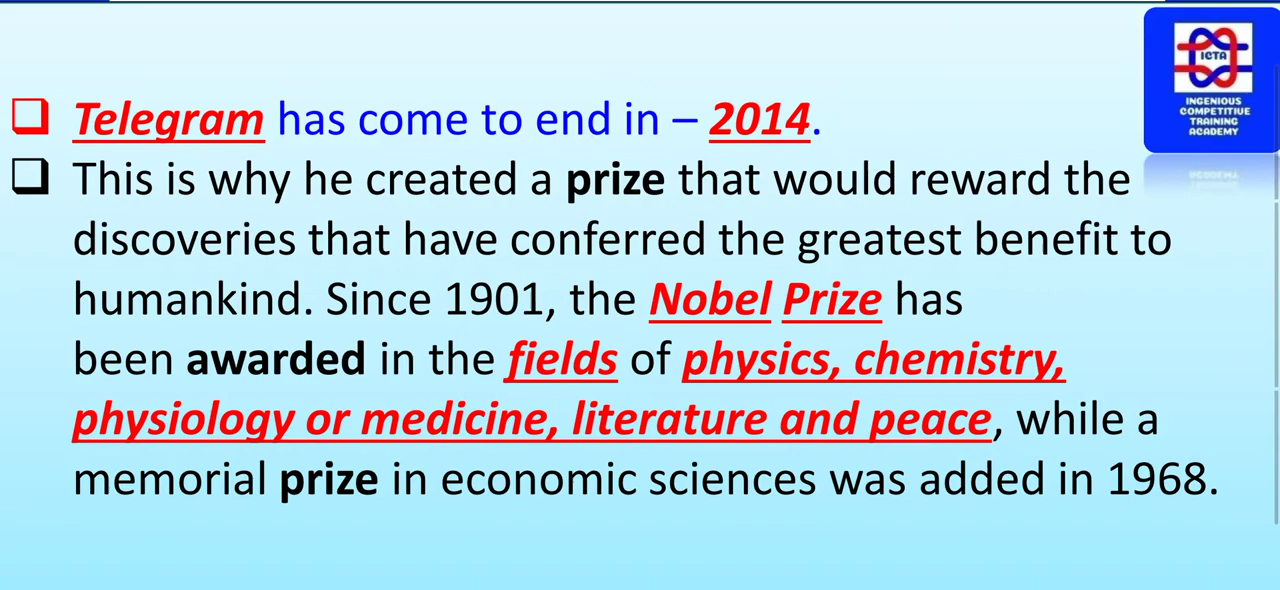 ICTA
INGENIOUS
COMPETITIVE
TRAINING
ACADEMY
Telegram has come to end in – 2014.
This is why he created a prize that would reward the
discoveries that have conferred the greatest benefit to
humankind. Since 1901, the Nobel Prize has
been awarded in the fields of physics, chemistry,
physiology or medicine, literature and peace, while a
memorial prize in economic sciences was added in 1968.